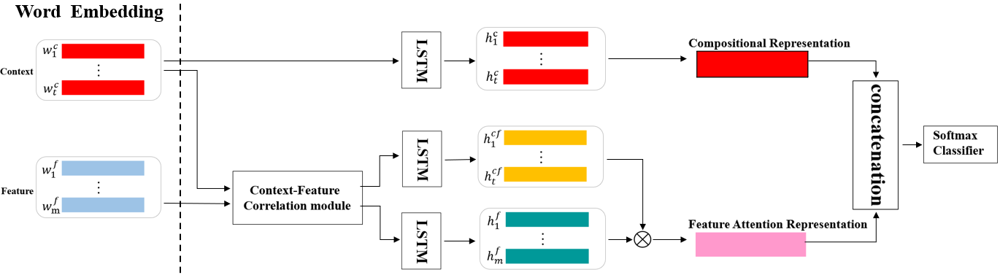 Word Embedding
Context
w_1^c
⋮
w_t^c
Feature
w_1^f
⋮
w_m^f
Context-Feature
Correlation module
LSTM
LSTM
LSTM
h_1^c
⋮
h_t^c
h_1^{cf}
⋮
h_t^{cf}
h_1^f
⋮
h_m^f
Compositional Representation
Feature Attention Representation
concatenation
Softmax
Classifier